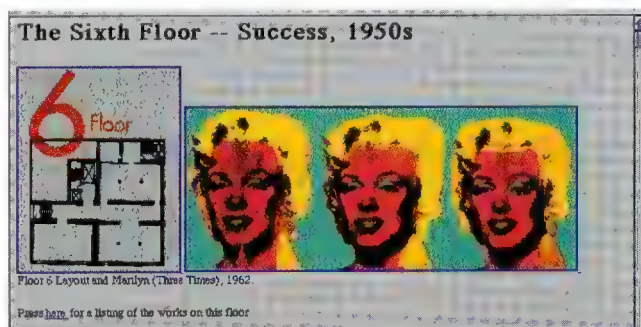 The Sixth Floor -- Success, 1950s
6
Floor
Floor 6 Layout and Marilyn (Three Times), 1962.
Press here for a listing of the works on this floor